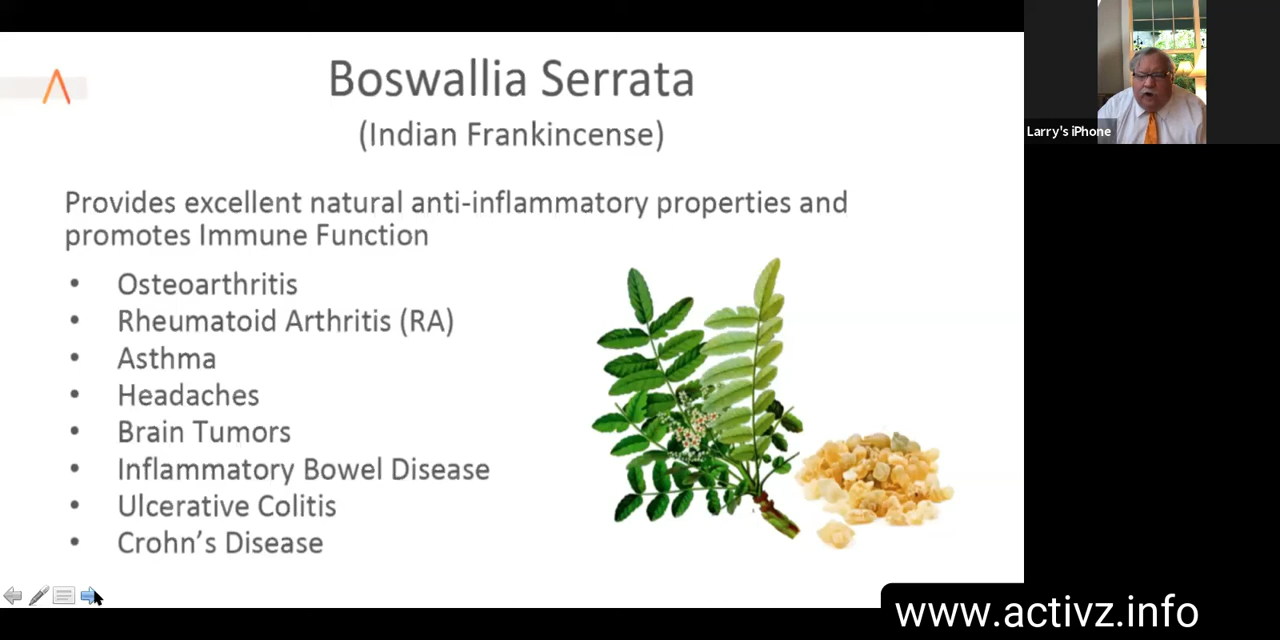 Boswallia Serrata
(Indian Frankincense)
Provides excellent natural anti-inflammatory properties and
promotes Immune Function
• Osteoarthritis
• Rheumatoid Arthritis (RA)
• Asthma
• Headaches
• Brain Tumors
• Inflammatory Bowel Disease
• Ulcerative Colitis
• Crohn’s Disease
Larry's iPhone
www.activz.info